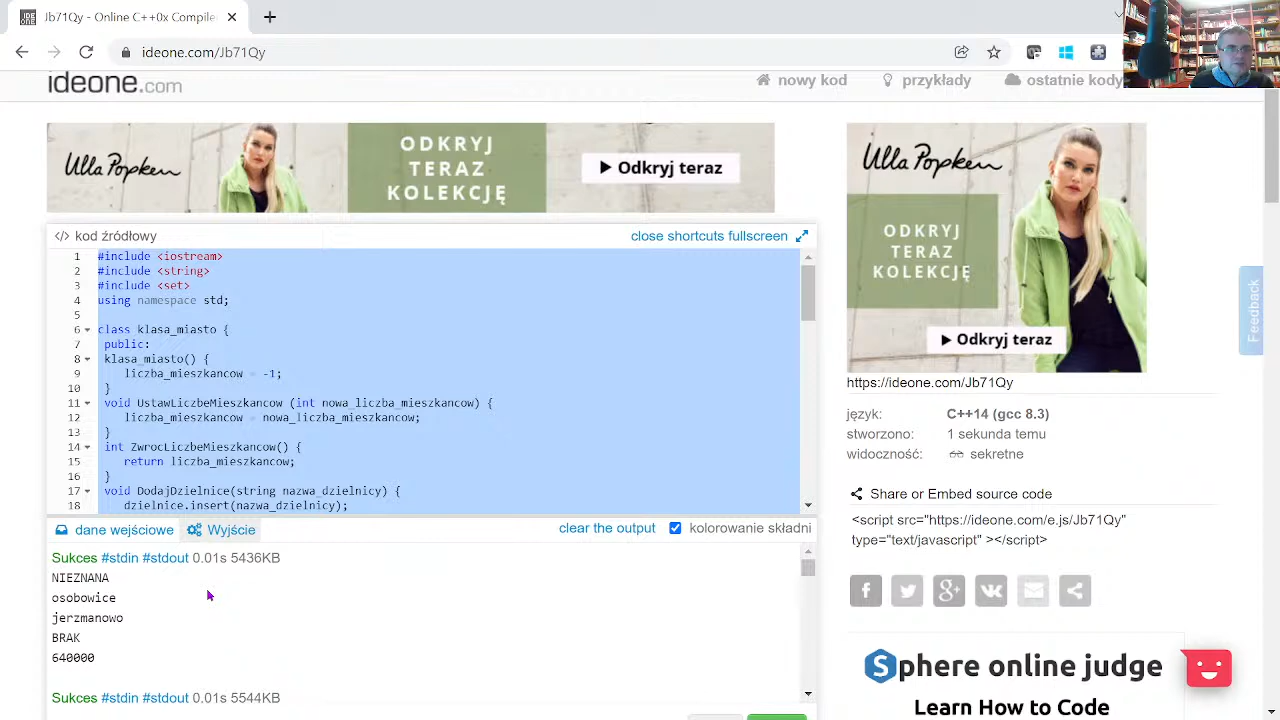 Jb71Qy - Online C++0x Compile
ideone.com/Jb71Qy
ideone.com
nowy kod
przykłady
ostatnie kody
Ulla Popken
ODKRYJ
TERAZ
KOLEKCJĘ
Odkryj teraz
Ulla Popken
ODKRYJ
TERAZ
KOLEKCJĘ
Odkryj teraz
</> kod źródłowy
close shortcuts fullscreen
1 #include <iostream>
2 #include <string>
3 #include <set>
4 using namespace std;
5
6 class klasa_miasto {
7 public:
8 klasa_miasto() {
9 liczba_mieszkancow = -1;
10 }
11 void UstawLiczbeMieszkancow (int nowa_liczba_mieszkancow) {
12 liczba_mieszkancow = nowa_liczba_mieszkancow;
13 }
14 int ZwrocLiczbeMieszkancow() {
15 return liczba_mieszkancow;
16 }
17 void DodajDzielnice(string nazwa_dzielnicy) {
18 dzielnice.insert(nazwa_dzielnicy);
dane wejściowe
Wyjście
clear the output
kolorowanie składni
Sukces #stdin #stdout 0.01s 5436KB
NIEZNANA
osobowice
jerzmanowo
BRAK
640000
Sukces #stdin #stdout 0.01s 5544KB
https://ideone.com/Jb71Qy
język: C++14 (gcc 8.3)
stworzono: 1 sekunda temu
widoczność: sekretne
Share or Embed source code
<script src="https://ideone.com/e.js/Jb71Qy"
type="text/javascript" ></script>
Sphere online judge
Learn How to Code
Feedback